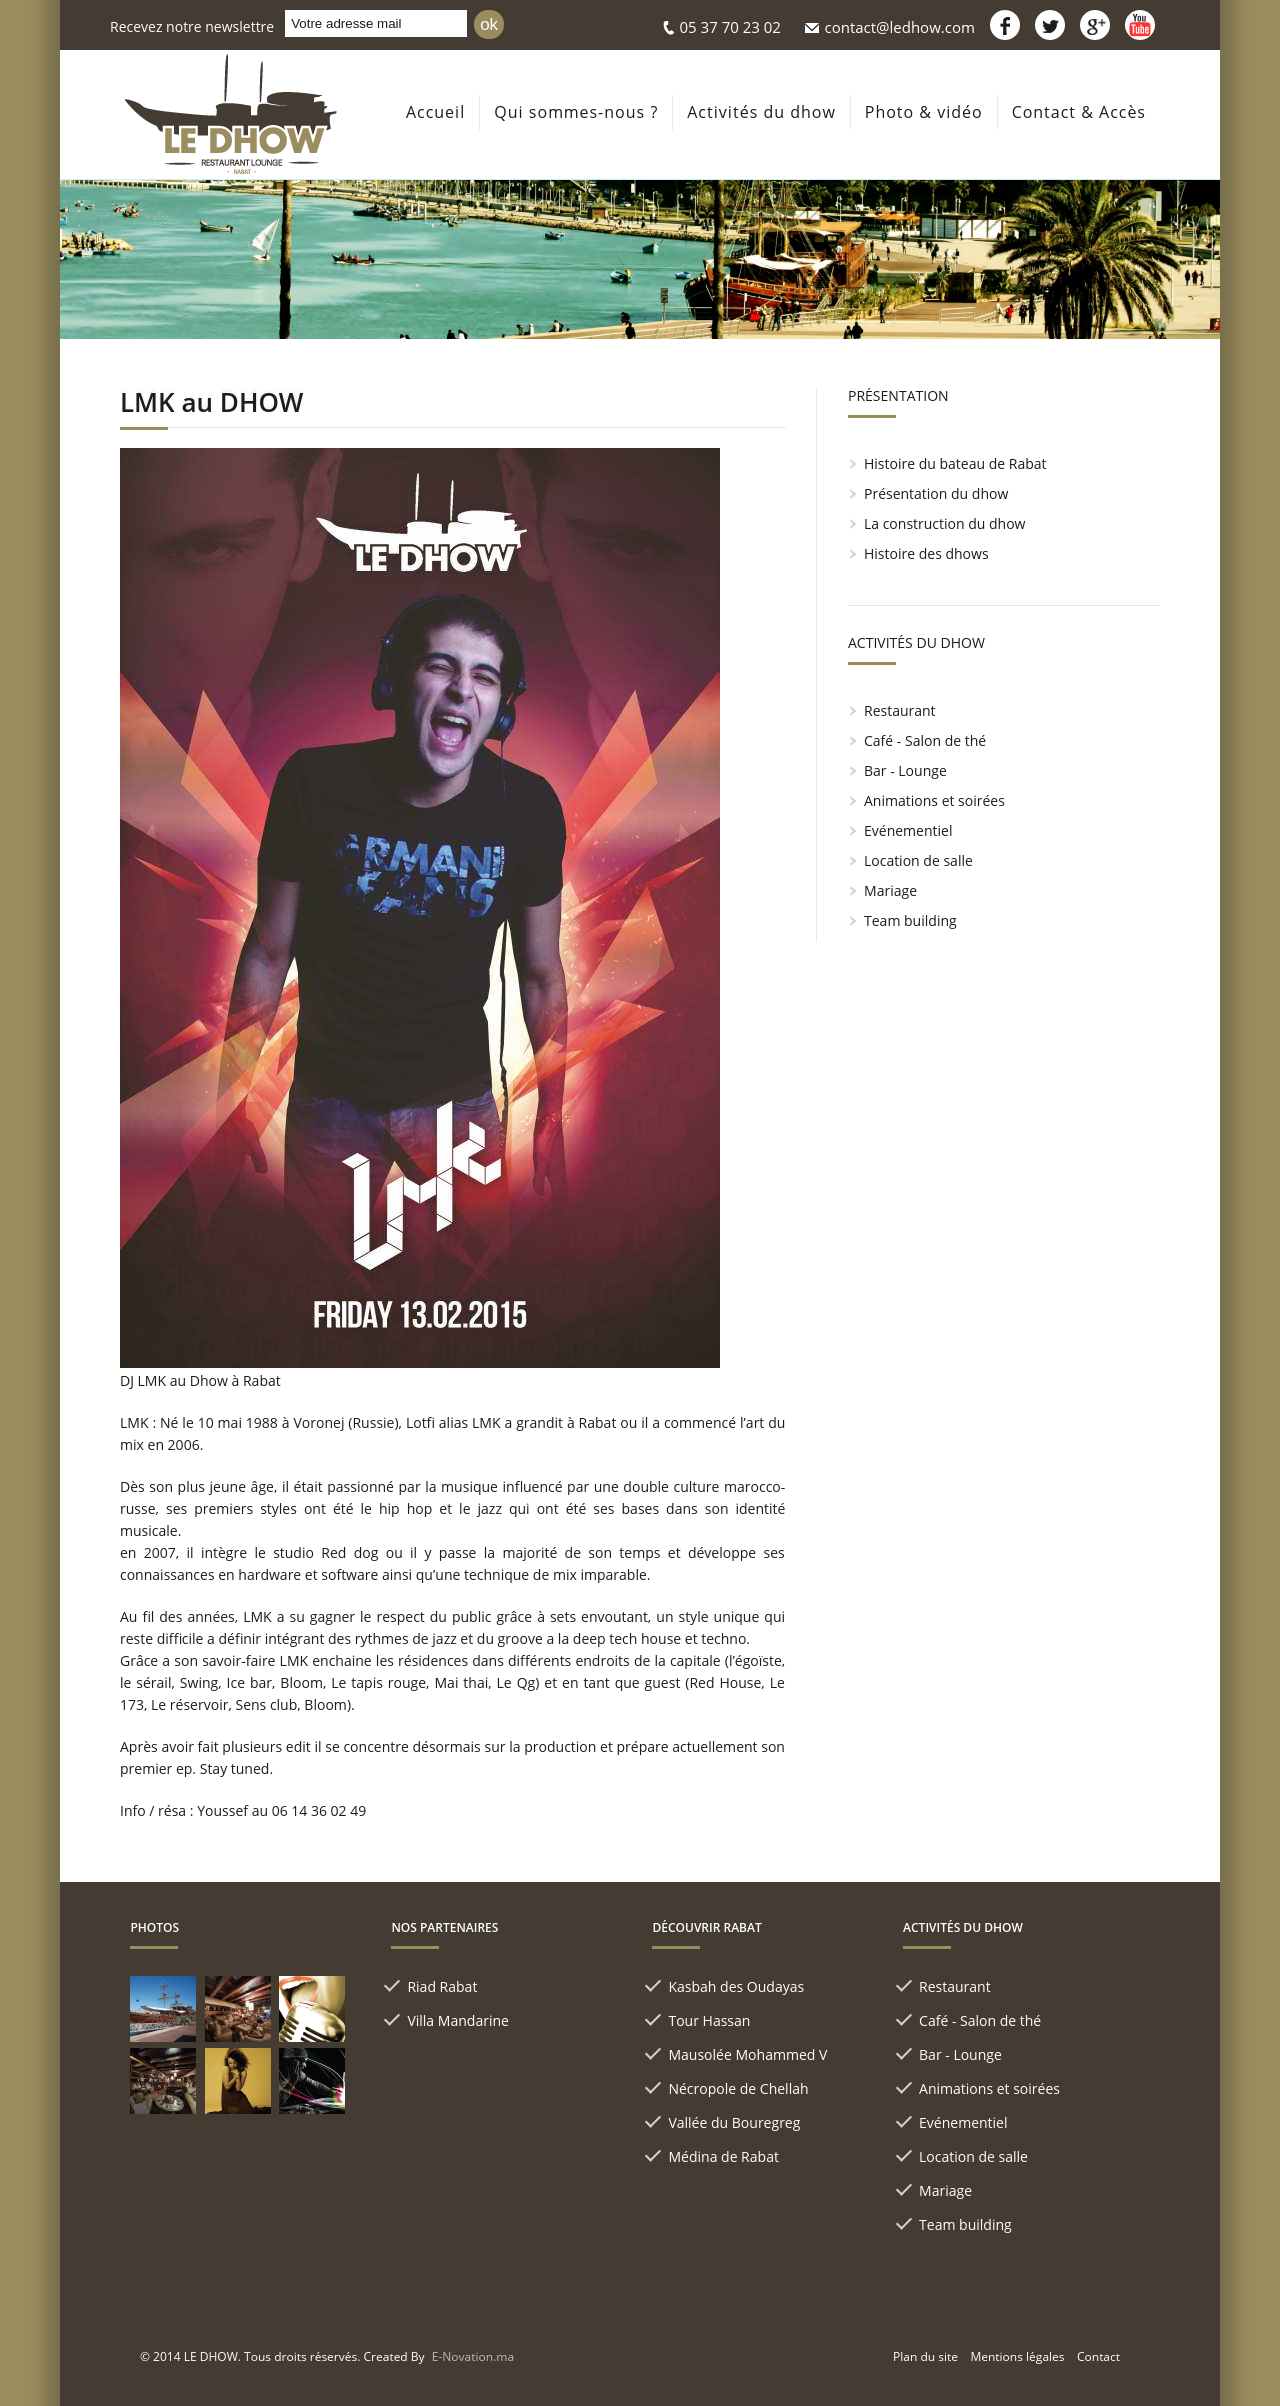 Recevez notre newslettre
Votre adresse mail
ok
05 37 70 23 02
contact@ledhow.com
You
Tube
LE DHOW
RESTAURANT LOUNGE
· RABAT ·
Accueil
Qui sommes-nous ?
Activités du dhow
Photo & vidéo
Contact & Accès
LMK au DHOW
LE DHOW
ARMANI
JEANS
LMK
FRIDAY 13.02.2015
DJ LMK au Dhow à Rabat
LMK : Né le 10 mai 1988 à Voronej (Russie), Lotfi alias LMK a grandit à Rabat ou il a commencé l’art du
mix en 2006.
Dès son plus jeune âge, il était passionné par la musique influencé par une double culture marocco-
russe, ses premiers styles ont été le hip hop et le jazz qui ont été ses bases dans son identité
musicale.
en 2007, il intègre le studio Red dog ou il y passe la majorité de son temps et développe ses
connaissances en hardware et software ainsi qu’une technique de mix imparable.
Au fil des années, LMK a su gagner le respect du public grâce à sets envoutant, un style unique qui
reste difficile a définir intégrant des rythmes de jazz et du groove a la deep tech house et techno.
Grâce a son savoir-faire LMK enchaine les résidences dans différents endroits de la capitale (l’égoïste,
le sérail, Swing, Ice bar, Bloom, Le tapis rouge, Mai thai, Le Qg) et en tant que guest (Red House, Le
173, Le réservoir, Sens club, Bloom).
Après avoir fait plusieurs edit il se concentre désormais sur la production et prépare actuellement son
premier ep. Stay tuned.
Info / résa : Youssef au 06 14 36 02 49
PRÉSENTATION
Histoire du bateau de Rabat
Présentation du dhow
La construction du dhow
Histoire des dhows
ACTIVITÉS DU DHOW
Restaurant
Café - Salon de thé
Bar - Lounge
Animations et soirées
Evénementiel
Location de salle
Mariage
Team building
PHOTOS
NOS PARTENAIRES
Riad Rabat
Villa Mandarine
DÉCOUVRIR RABAT
Kasbah des Oudayas
Tour Hassan
Mausolée Mohammed V
Nécropole de Chellah
Vallée du Bouregreg
Médina de Rabat
ACTIVITÉS DU DHOW
Restaurant
Café - Salon de thé
Bar - Lounge
Animations et soirées
Evénementiel
Location de salle
Mariage
Team building
© 2014 LE DHOW. Tous droits réservés. Created By E-Novation.ma
Plan du site
Mentions légales
Contact